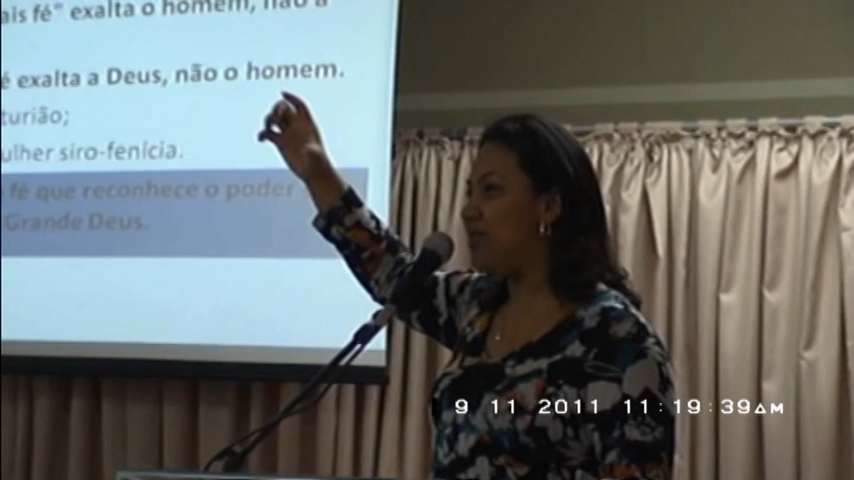 ais fé" exalta o homem, não a
é exalta a Deus, não o homem.
turião;
ulher siro-fenícia.
fé que reconhece o poder
Grande Deus.
9 11 2011 11:19:39AM